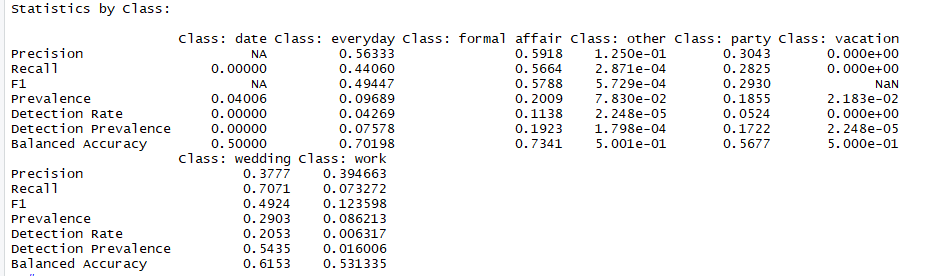 Statistics by Class:
Class: date Class: everyday Class: formal affair Class: other Class: party Class: vacation
Precision NA 0.56333 0.5918 1.250e-01 0.3043 0.000e+00
Recall 0.00000 0.44060 0.5664 2.871e-04 0.2825 0.000e+00
F1 NA 0.49447 0.5788 5.729e-04 0.2930 NaN
Prevalence 0.04006 0.09689 0.2009 7.830e-02 0.1855 2.183e-02
Detection Rate 0.00000 0.04269 0.1138 2.248e-05 0.0524 0.000e+00
Detection Prevalence 0.00000 0.07578 0.1923 1.798e-04 0.1722 2.248e-05
Balanced Accuracy 0.50000 0.70198 0.7341 5.001e-01 0.5677 5.000e-01
Class: wedding Class: work
Precision 0.3777 0.394663
Recall 0.7071 0.073272
F1 0.4924 0.123598
Prevalence 0.2903 0.086213
Detection Rate 0.2053 0.006317
Detection Prevalence 0.5435 0.016006
Balanced Accuracy 0.6153 0.531335